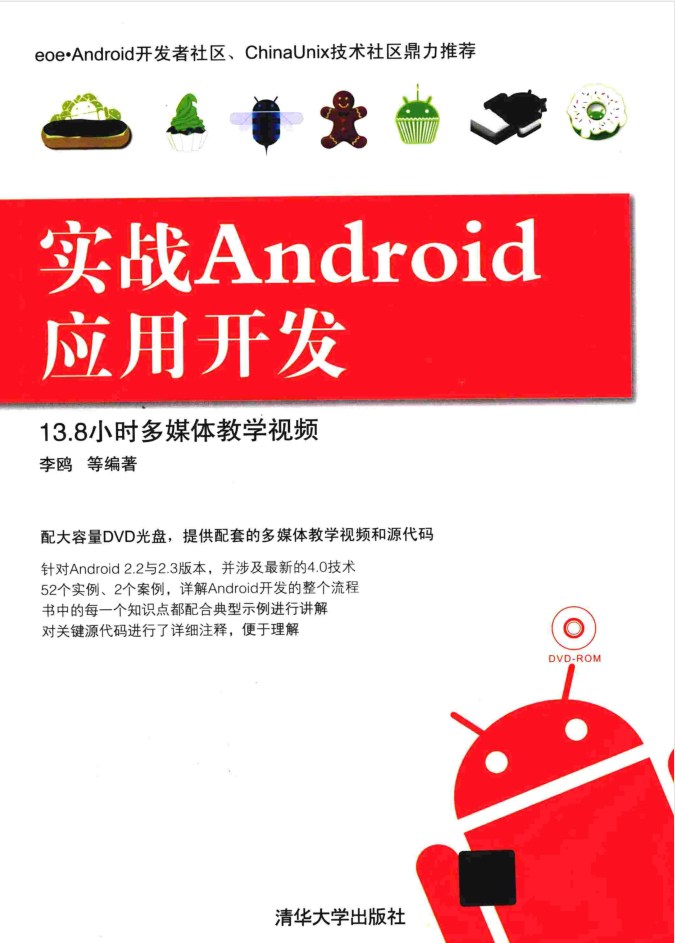 eoe•Android开发者社区、ChinaUnix技术社区鼎力推荐
实战Android
应用开发
13.8小时多媒体教学视频
李鸥 等编著
配大容量DVD光盘，提供配套的多媒体教学视频和源代码
针对Android 2.2与2.3版本，并涉及最新的4.0技术
52个实例、2个案例，详解Android开发的整个流程
书中的每一个知识点都配合典型示例进行讲解
对关键源代码进行了详细注释，便于理解
DVD-ROM
清华大学出版社